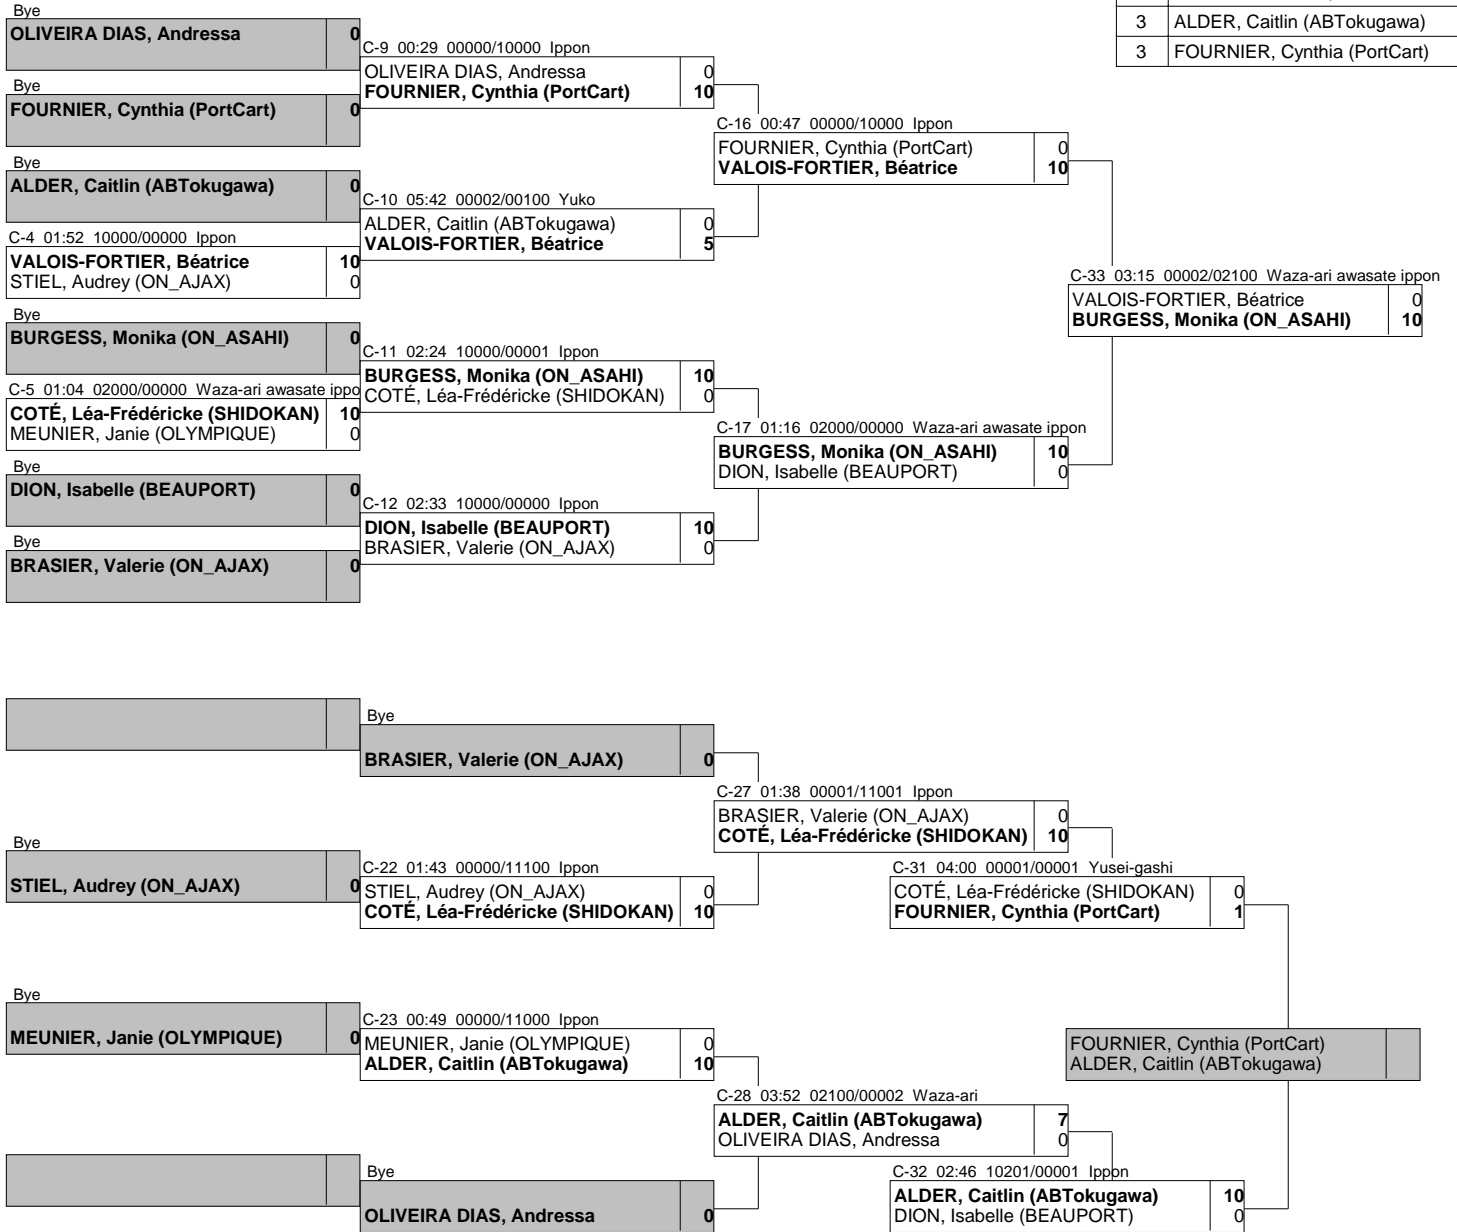 3 ALDER, Caitlin (ABTokugawa)
3 FOURNIER, Cynthia (PortCart)
Bye
OLIVEIRA DIAS, Andressa 0
Bye
FOURNIER, Cynthia (PortCart) 0
Bye
ALDER, Caitlin (ABTokugawa) 0
C-4 01:52 10000/00000 Ippon
VALOIS-FORTIER, Béatrice 10
STIEL, Audrey (ON_AJAX) 0
Bye
BURGESS, Monika (ON_ASAHI) 0
C-5 01:04 02000/00000 Waza-ari awasate ippo
COTÉ, Léa-Frédéricke (SHIDOKAN) 10
MEUNIER, Janie (OLYMPIQUE) 0
Bye
DION, Isabelle (BEAUPORT) 0
Bye
BRASIER, Valerie (ON_AJAX) 0
C-9 00:29 00000/10000 Ippon
OLIVEIRA DIAS, Andressa 0
FOURNIER, Cynthia (PortCart) 10
C-10 05:42 00002/00100 Yuko
ALDER, Caitlin (ABTokugawa) 0
VALOIS-FORTIER, Béatrice 5
C-11 02:24 10000/00001 Ippon
BURGESS, Monika (ON_ASAHI) 10
COTÉ, Léa-Frédéricke (SHIDOKAN) 0
C-12 02:33 10000/00000 Ippon
DION, Isabelle (BEAUPORT) 10
BRASIER, Valerie (ON_AJAX) 0
C-16 00:47 00000/10000 Ippon
FOURNIER, Cynthia (PortCart) 0
VALOIS-FORTIER, Béatrice 10
C-17 01:16 02000/00000 Waza-ari awasate ippon
BURGESS, Monika (ON_ASAHI) 10
DION, Isabelle (BEAUPORT) 0
C-33 03:15 00002/02100 Waza-ari awasate ippon
VALOIS-FORTIER, Béatrice 0
BURGESS, Monika (ON_ASAHI) 10
Bye
BRASIER, Valerie (ON_AJAX) 0
Bye
STIEL, Audrey (ON_AJAX) 0
C-22 01:43 00000/11100 Ippon
STIEL, Audrey (ON_AJAX) 0
COTÉ, Léa-Frédéricke (SHIDOKAN) 10
C-27 01:38 00001/11001 Ippon
BRASIER, Valerie (ON_AJAX) 0
COTÉ, Léa-Frédéricke (SHIDOKAN) 10
C-31 04:00 00001/00001 Yusei-gashi
COTÉ, Léa-Frédéricke (SHIDOKAN) 0
FOURNIER, Cynthia (PortCart) 1
Bye
MEUNIER, Janie (OLYMPIQUE) 0
C-23 00:49 00000/11000 Ippon
MEUNIER, Janie (OLYMPIQUE) 0
ALDER, Caitlin (ABTokugawa) 10
FOURNIER, Cynthia (PortCart)
ALDER, Caitlin (ABTokugawa)
C-28 03:52 02100/00002 Waza-ari
ALDER, Caitlin (ABTokugawa) 7
OLIVEIRA DIAS, Andressa 0
Bye
OLIVEIRA DIAS, Andressa 0
C-32 02:46 10201/00001 Ippon
ALDER, Caitlin (ABTokugawa) 10
DION, Isabelle (BEAUPORT) 0